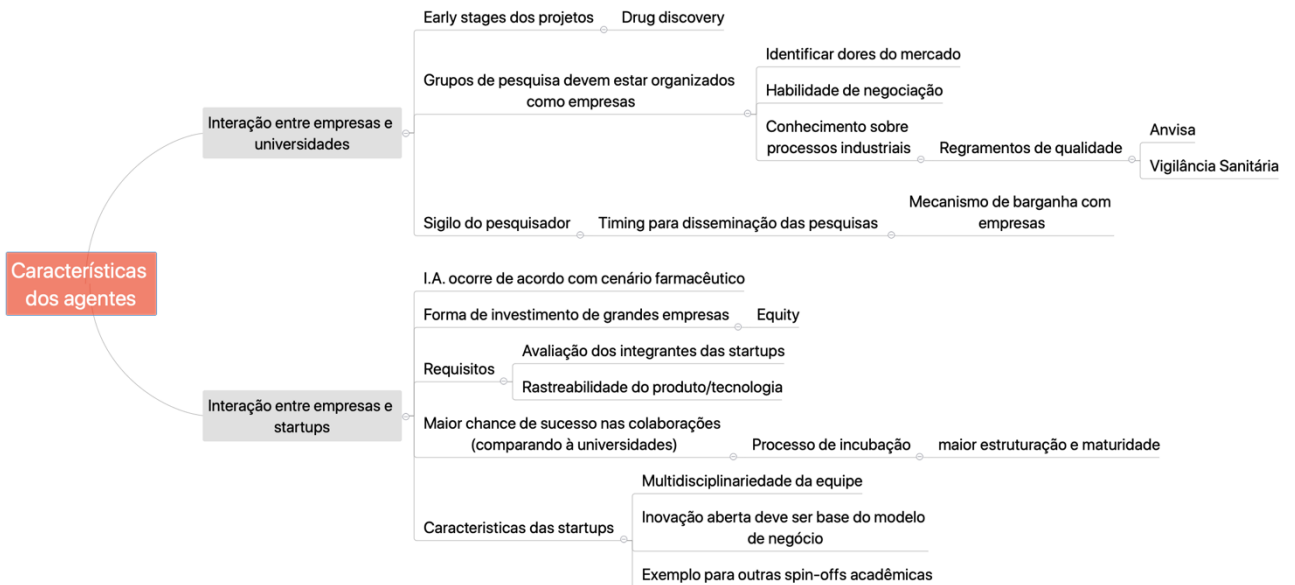 Características
dos agentes
Interação entre empresas e
universidades
Early stages dos projetos
Drug discovery
Grupos de pesquisa devem estar organizados
como empresas
Identificar dores do mercado
Habilidade de negociação
Conhecimento sobre
processos industriais
Regramentos de qualidade
Anvisa
Vigilância Sanitária
Sigilo do pesquisador
Timing para disseminação das pesquisas
Mecanismo de barganha com
empresas
Interação entre empresas e
startups
I.A. ocorre de acordo com cenário farmacêutico
Forma de investimento de grandes empresas
Equity
Requisitos
Avaliação dos integrantes das startups
Rastreabilidade do produto/tecnologia
Maior chance de sucesso nas colaborações
(comparando à universidades)
Processo de incubação
maior estruturação e maturidade
Caracteristicas das startups
Multidisciplinariedade da equipe
Inovação aberta deve ser base do modelo
de negócio
Exemplo para outras spin-offs acadêmicas